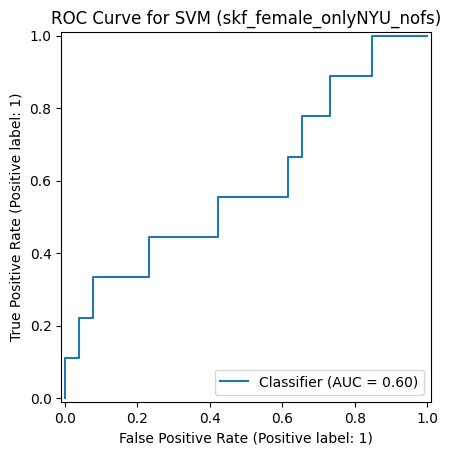 ROC Curve for SVM (skf_female_onlyNYU_nofs)
1.0
0.8
0.6
0.4
0.2
0.0
True Positive Rate (Positive label: 1)
Classifier (AUC = 0.60)
0.0 0.2 0.4 0.6 0.8 1.0
False Positive Rate (Positive label: 1)